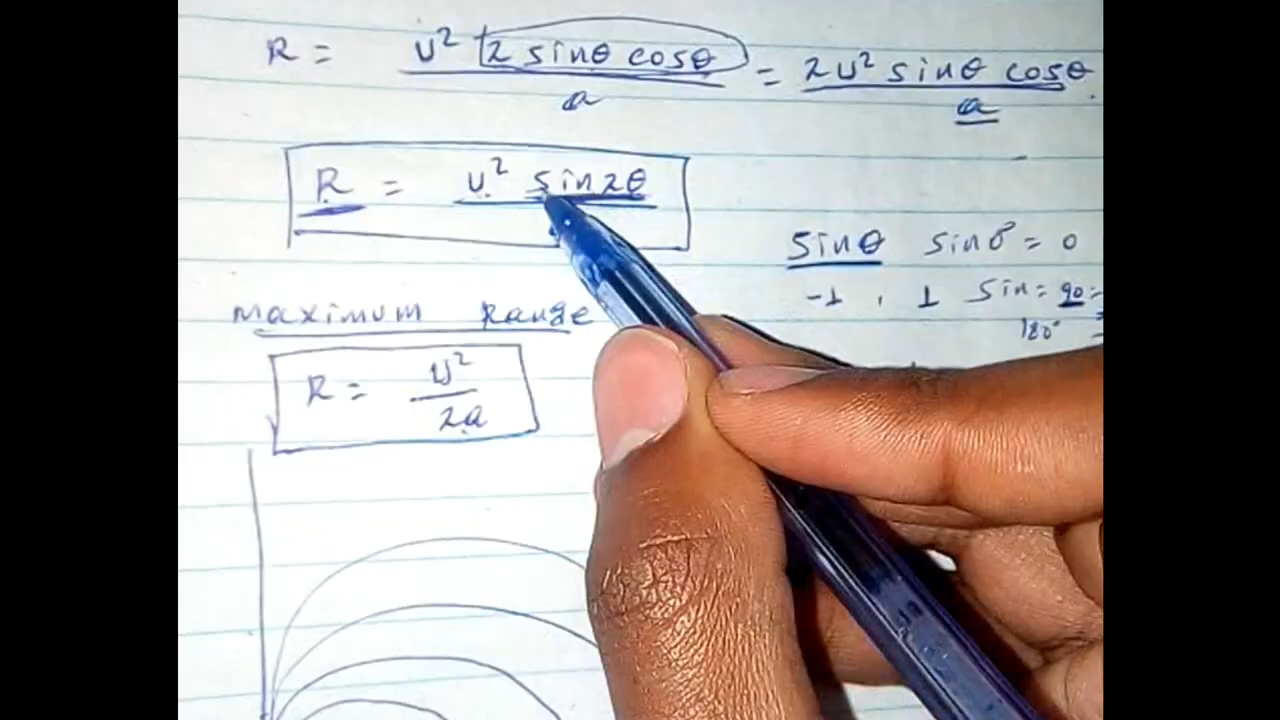 R = u² 2 sinθ cosθ / a = 2u² sinθ cosθ / a
R = u² sin2θ
sinθ sin0° = 0
-1 , 1 sin = 90 =
180° =
maximum Range
R = u² / 2a